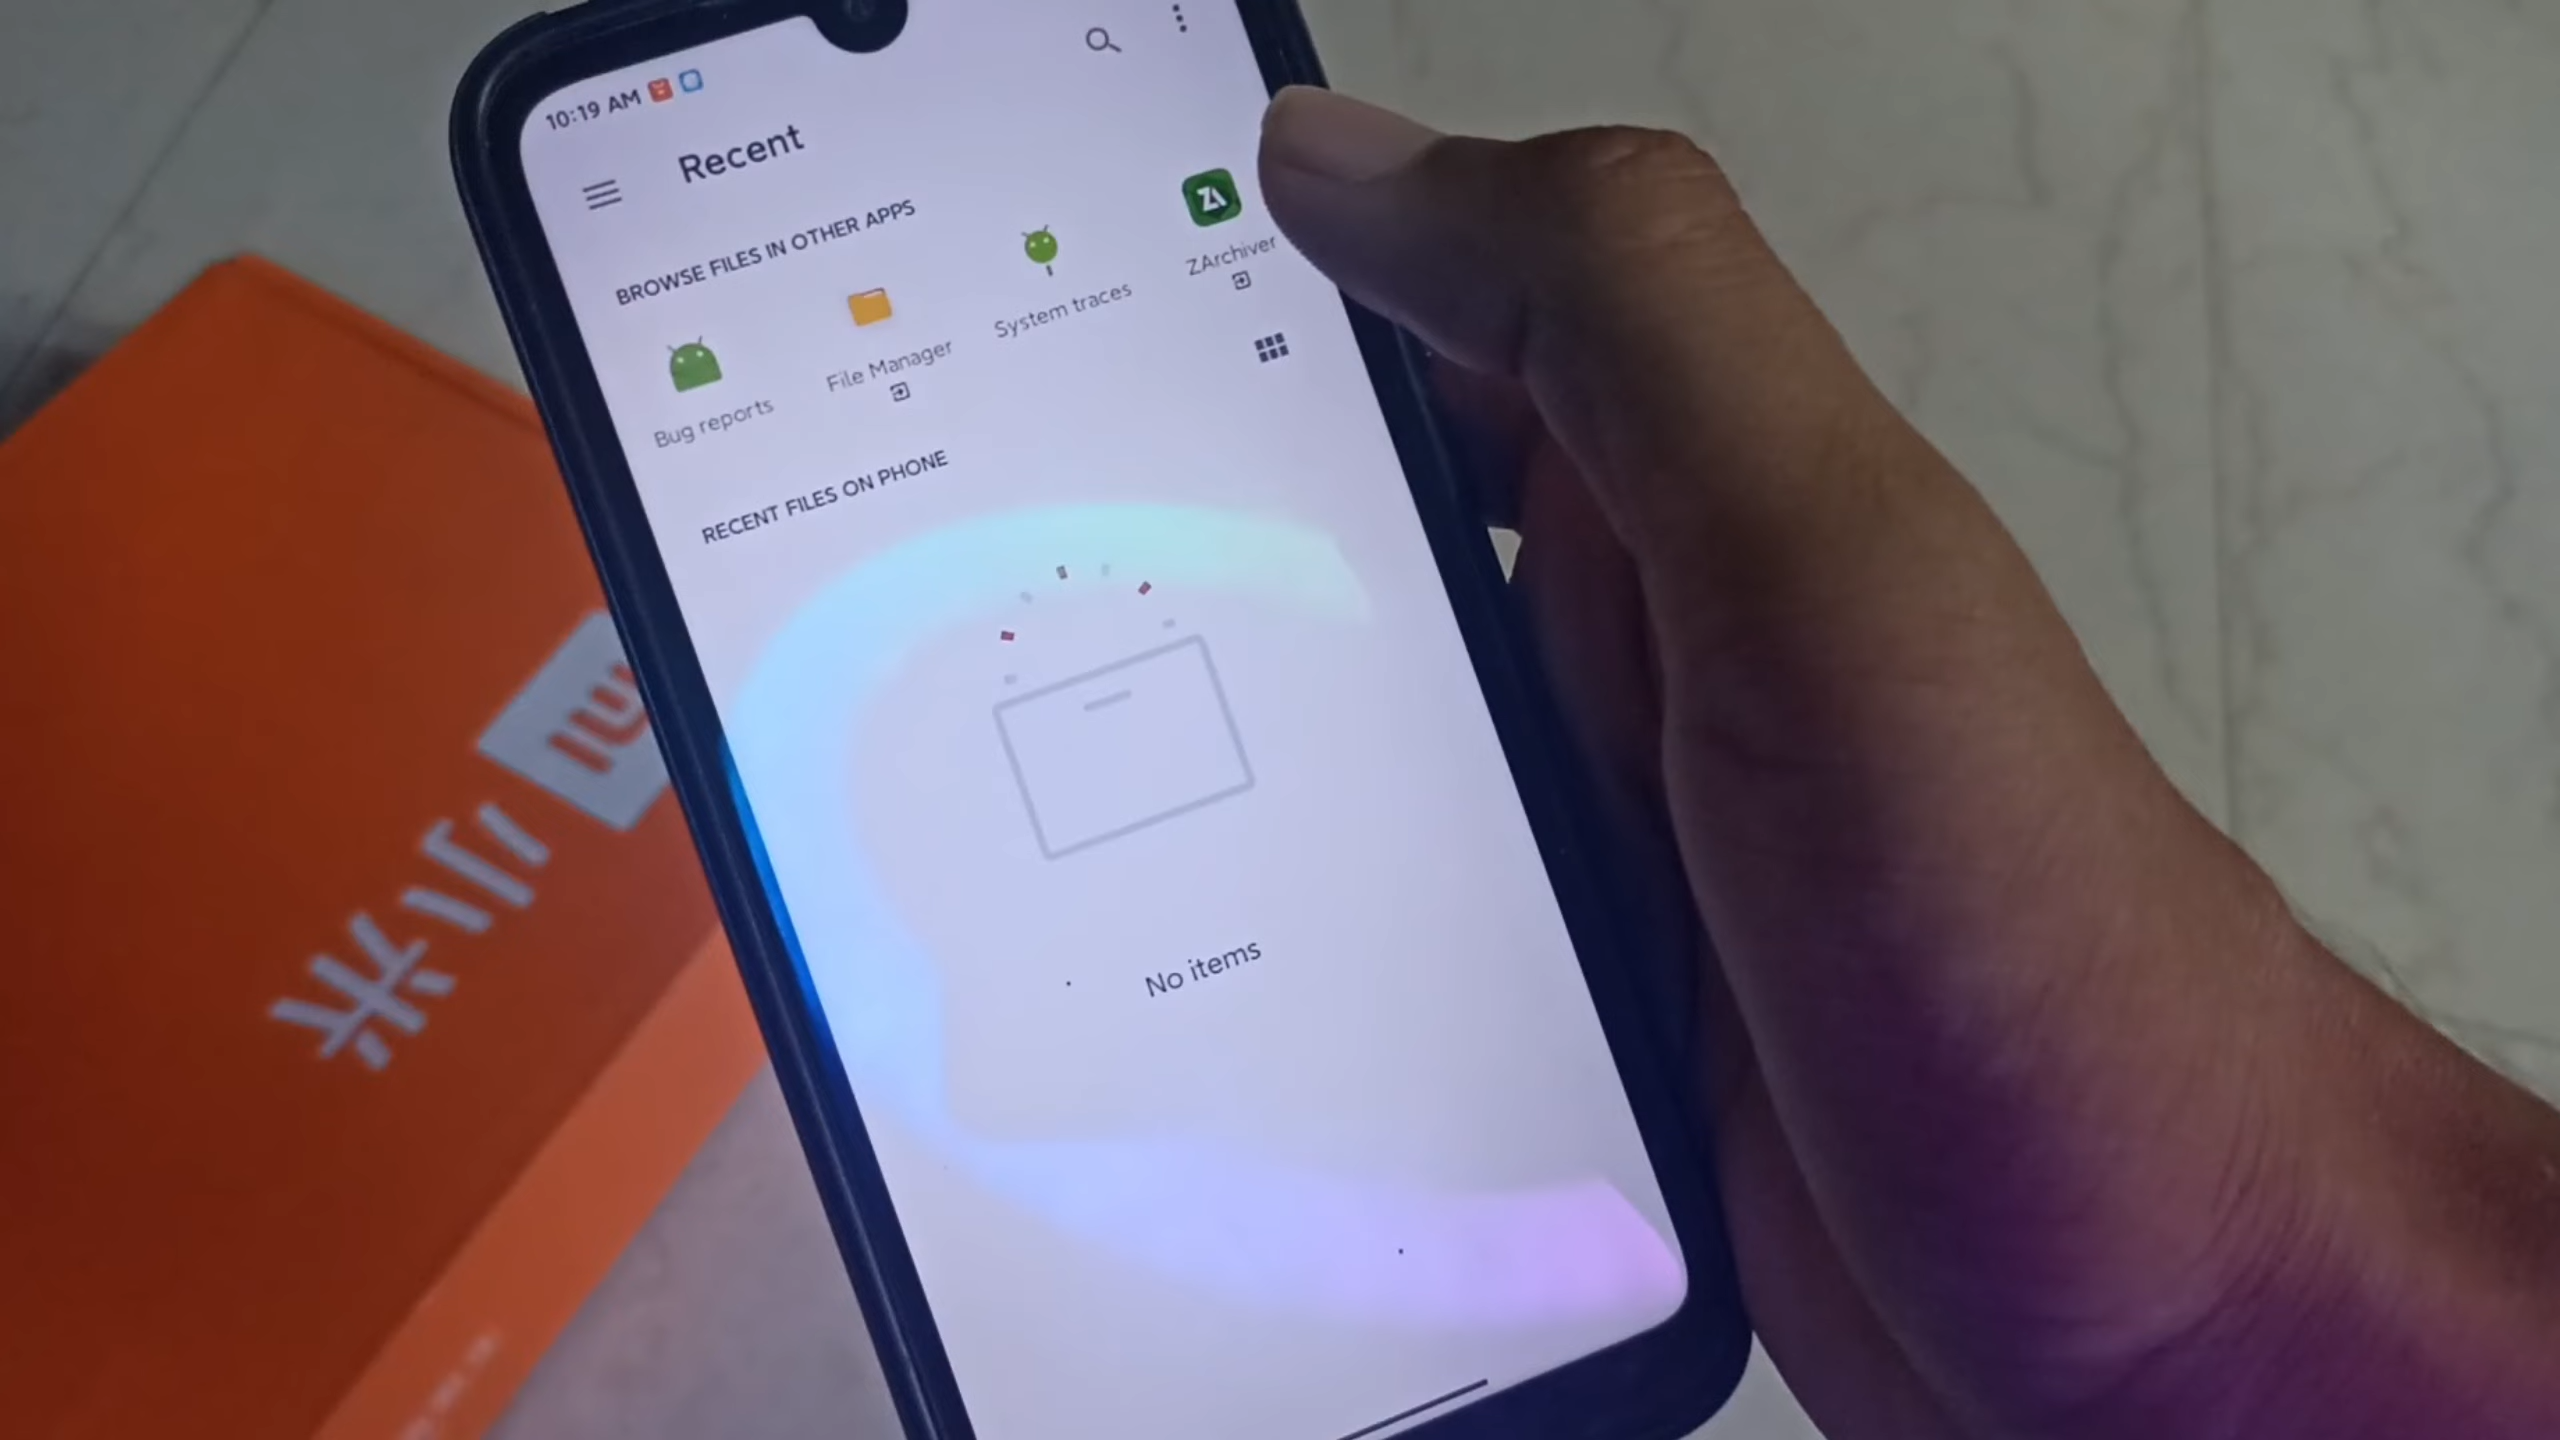 10:19 AM
Recent
BROWSE FILES IN OTHER APPS
Bug reports
File Manager
System traces
ZArchiver
RECENT FILES ON PHONE
No items
小米